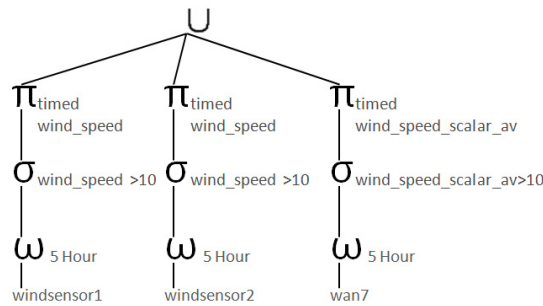 ∪
π timed π timed π timed
wind_speed wind_speed wind_speed_scalar_av
σ wind_speed >10 σ wind_speed >10 σ wind_speed_scalar_av>10
ω 5 Hour ω 5 Hour ω 5 Hour
windsensor1 windsensor2 wan7